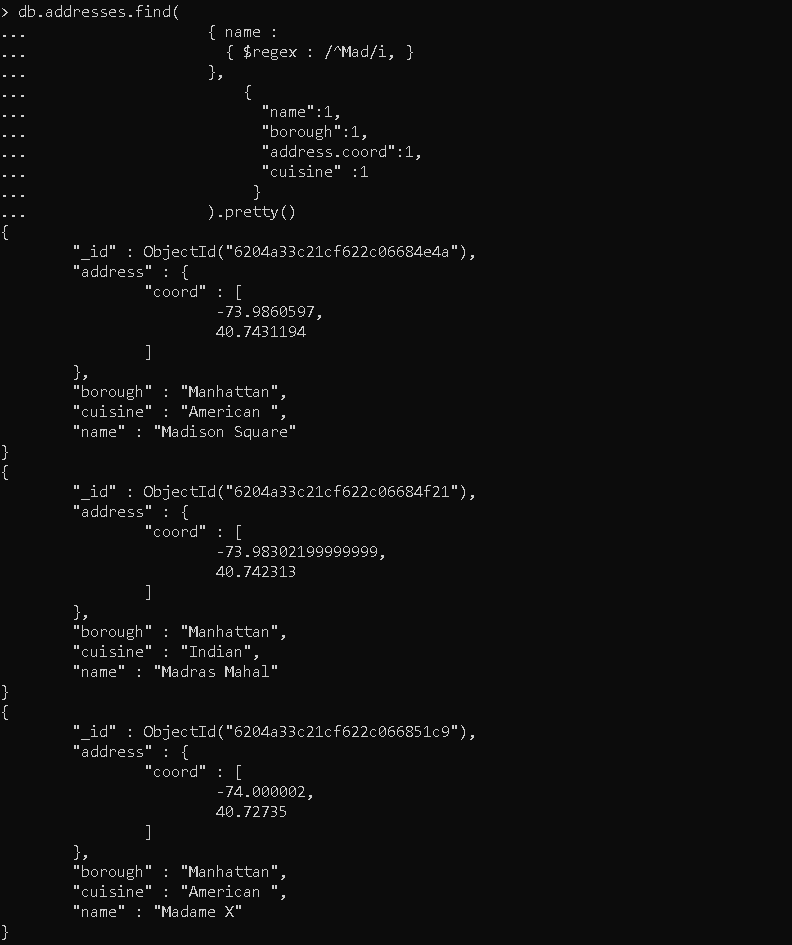 > db.addresses.find(
... { name :
... { $regex : /^Mad/i, }
... },
... {
... "name":1,
... "borough":1,
... "address.coord":1,
... "cuisine" :1
... }
... ).pretty()
{
"_id" : ObjectId("6204a33c21cf622c06684e4a"),
"address" : {
"coord" : [
-73.9860597,
40.7431194
]
},
"borough" : "Manhattan",
"cuisine" : "American ",
"name" : "Madison Square"
}
{
"_id" : ObjectId("6204a33c21cf622c06684f21"),
"address" : {
"coord" : [
-73.98302199999999,
40.742313
]
},
"borough" : "Manhattan",
"cuisine" : "Indian",
"name" : "Madras Mahal"
}
{
"_id" : ObjectId("6204a33c21cf622c066851c9"),
"address" : {
"coord" : [
-74.000002,
40.72735
]
},
"borough" : "Manhattan",
"cuisine" : "American ",
"name" : "Madame X"
}